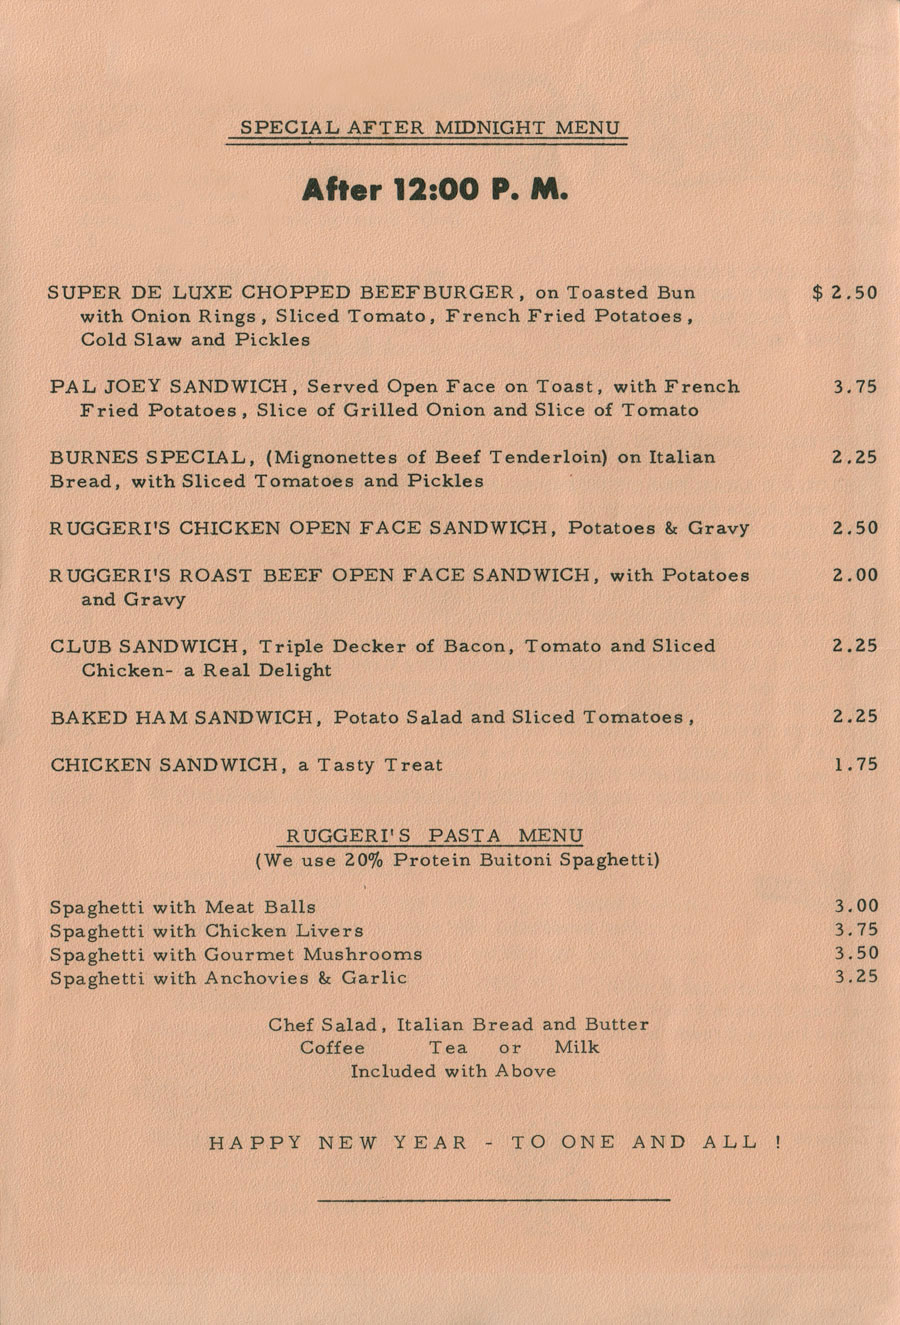 SPECIAL AFTER MIDNIGHT MENU
After 12:00 P. M.
SUPER DE LUXE CHOPPED BEEFBURGER, on Toasted Bun $ 2.50
with Onion Rings, Sliced Tomato, French Fried Potatoes,
Cold Slaw and Pickles
PAL JOEY SANDWICH, Served Open Face on Toast, with French 3.75
Fried Potatoes, Slice of Grilled Onion and Slice of Tomato
BURNES SPECIAL, (Mignonettes of Beef Tenderloin) on Italian 2.25
Bread, with Sliced Tomatoes and Pickles
RUGGERI'S CHICKEN OPEN FACE SANDWICH, Potatoes & Gravy 2.50
RUGGERI'S ROAST BEEF OPEN FACE SANDWICH, with Potatoes 2.00
and Gravy
CLUB SANDWICH, Triple Decker of Bacon, Tomato and Sliced 2.25
Chicken- a Real Delight
BAKED HAM SANDWICH, Potato Salad and Sliced Tomatoes, 2.25
CHICKEN SANDWICH, a Tasty Treat 1.75
RUGGERI'S PASTA MENU
(We use 20% Protein Buitoni Spaghetti)
Spaghetti with Meat Balls 3.00
Spaghetti with Chicken Livers 3.75
Spaghetti with Gourmet Mushrooms 3.50
Spaghetti with Anchovies & Garlic 3.25
Chef Salad, Italian Bread and Butter
Coffee Tea or Milk
Included with Above
HAPPY NEW YEAR - TO ONE AND ALL !